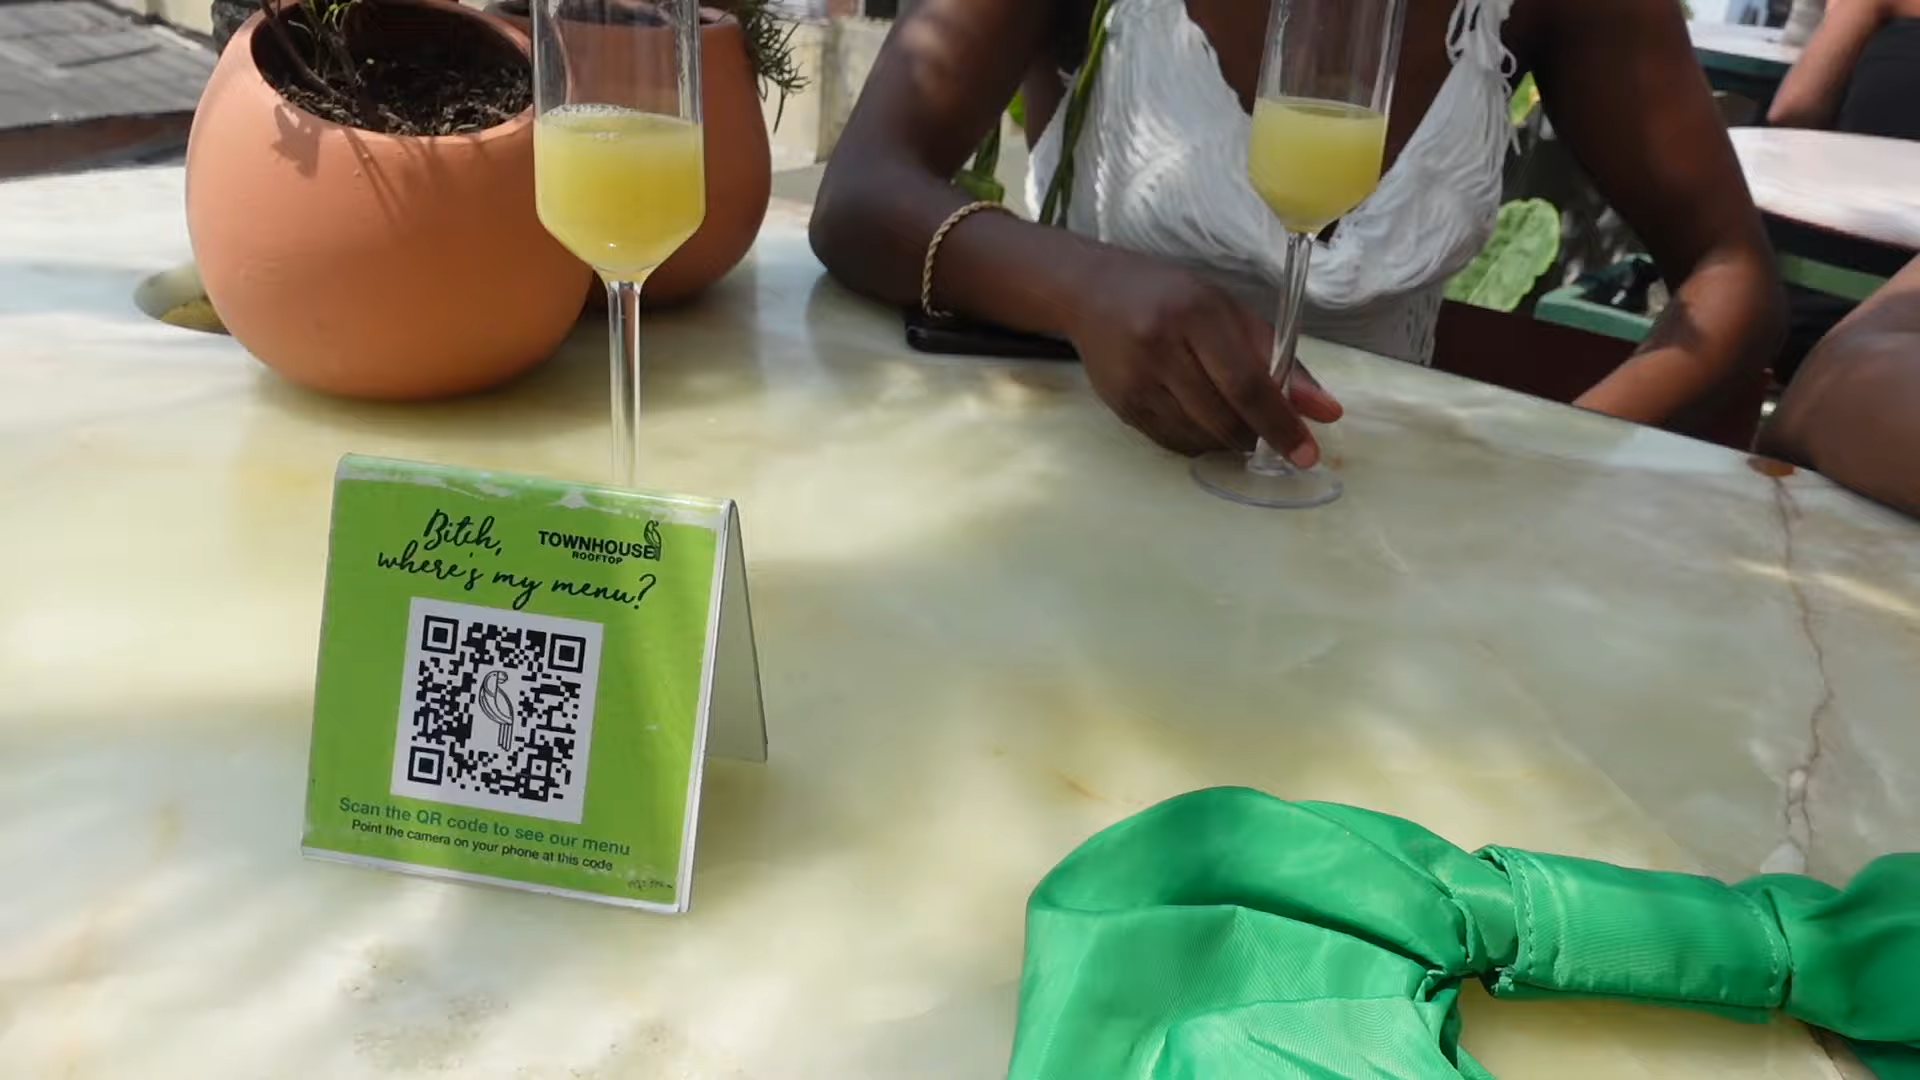 Bitch,
where's my menu?
TOWNHOUSE
ROOFTOP
Scan the QR code to see our menu
Point the camera on your phone at this code